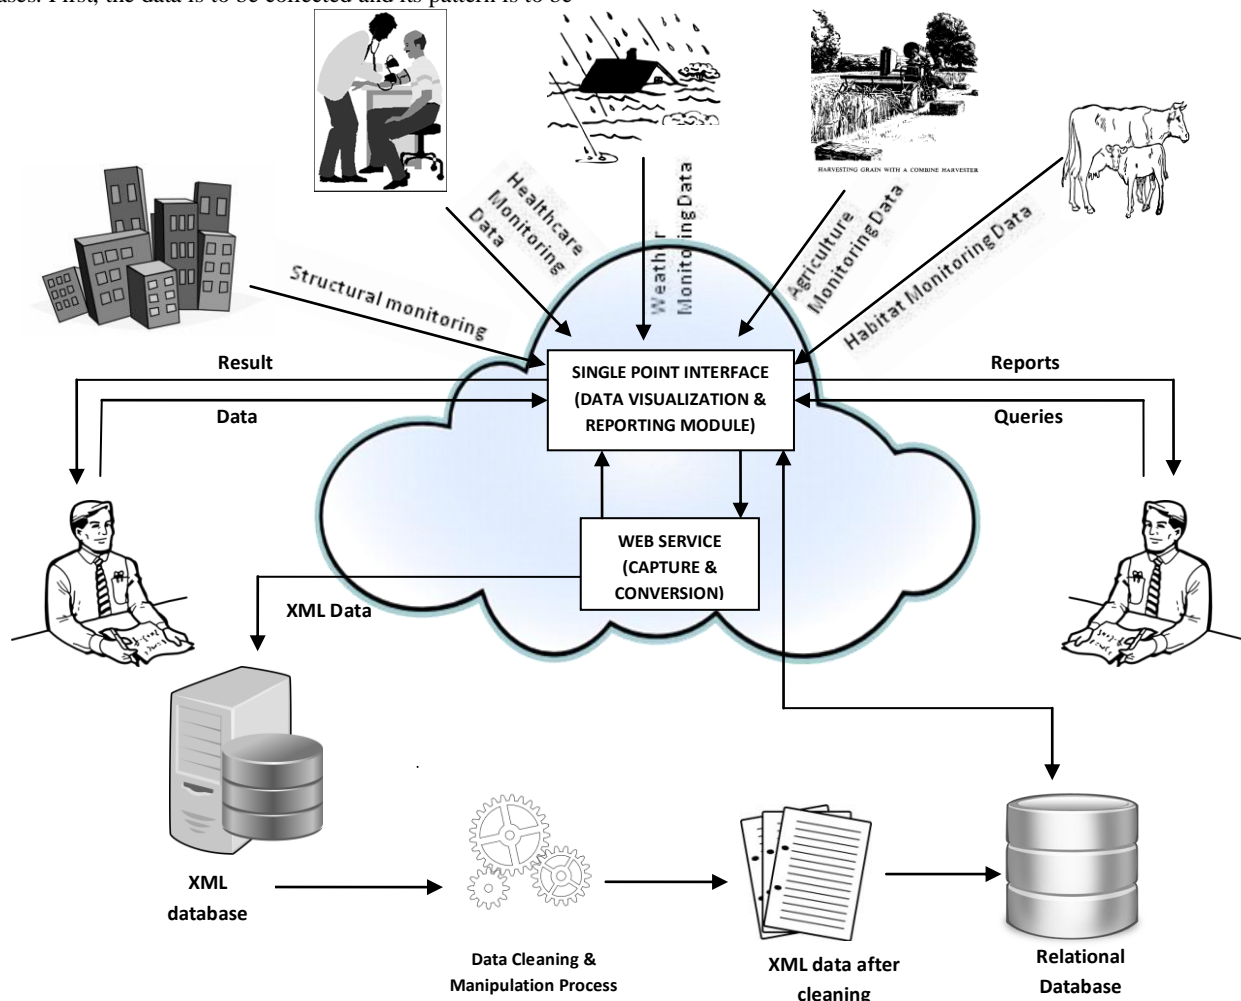 ases. First, the data is to be collected and its pattern is to be
HARVESTING GRAIN WITH A COMBINE HARVESTER
Healthcare
Monitoring
Data
Weather
Monitoring Data
Agriculture
Monitoring Data
Habitat Monitoring Data
Structural monitoring
Result
Data
Reports
Queries
SINGLE POINT INTERFACE
(DATA VISUALIZATION &
REPORTING MODULE)
WEB SERVICE
(CAPTURE &
CONVERSION)
XML Data
XML
database
Data Cleaning &
Manipulation Process
XML data after
cleaning
Relational
Database